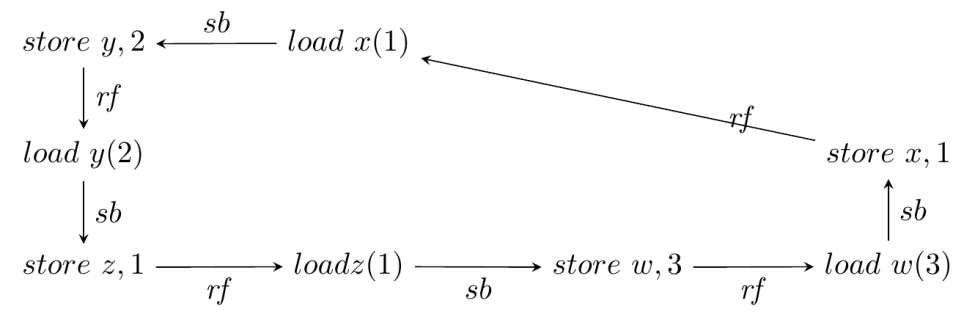 sb
store y, 2 load x(1)
rf
rf
load y(2) store x, 1
sb sb
store z, 1 loadz(1) store w, 3 load w(3)
rf sb rf